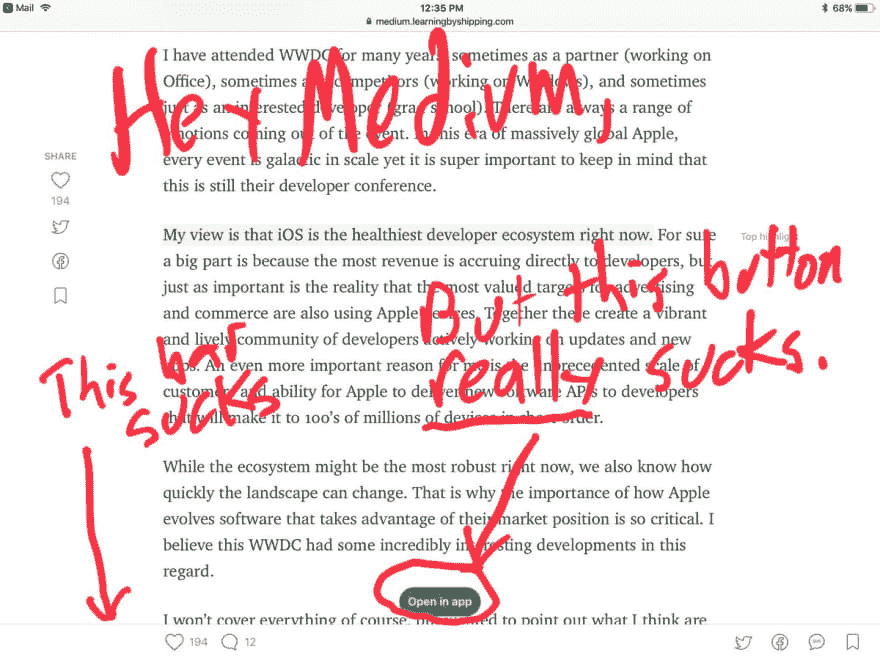 Mail 12:35 PM 68%
medium.learningbyshipping.com
I have attended WWDC for many years, sometimes as a partner (working on
Office), sometimes as competitors (working on Windows), and sometimes
just as an interested developer (grad school). There are always a range of
emotions coming out of the event. In this era of massively global Apple,
every event is galactic in scale yet it is super important to keep in mind that
this is still their developer conference.
Hey Medium,
SHARE
194
My view is that iOS is the healthiest developer ecosystem right now. For sure
Top highlight
a big part is because the most revenue is accruing directly to developers, but
just as important is the reality that the most valued targets for advertising
and commerce are also using Apple devices. Together these create a vibrant
and lively community of developers actively working on updates and new
apps. An even more important reason for me is the unprecedented scale of
customers and ability for Apple to deliver new software APIs to developers
that will make it to 100's of millions of devices in short order.
This bar
sucks
But this button
really sucks.
While the ecosystem might be the most robust right now, we also know how
quickly the landscape can change. That is why the importance of how Apple
evolves software that takes advantage of their market position is so critical. I
believe this WWDC had some incredibly interesting developments in this
regard.
Open in app
I won't cover everything of course, but wanted to point out what I think are
194 12